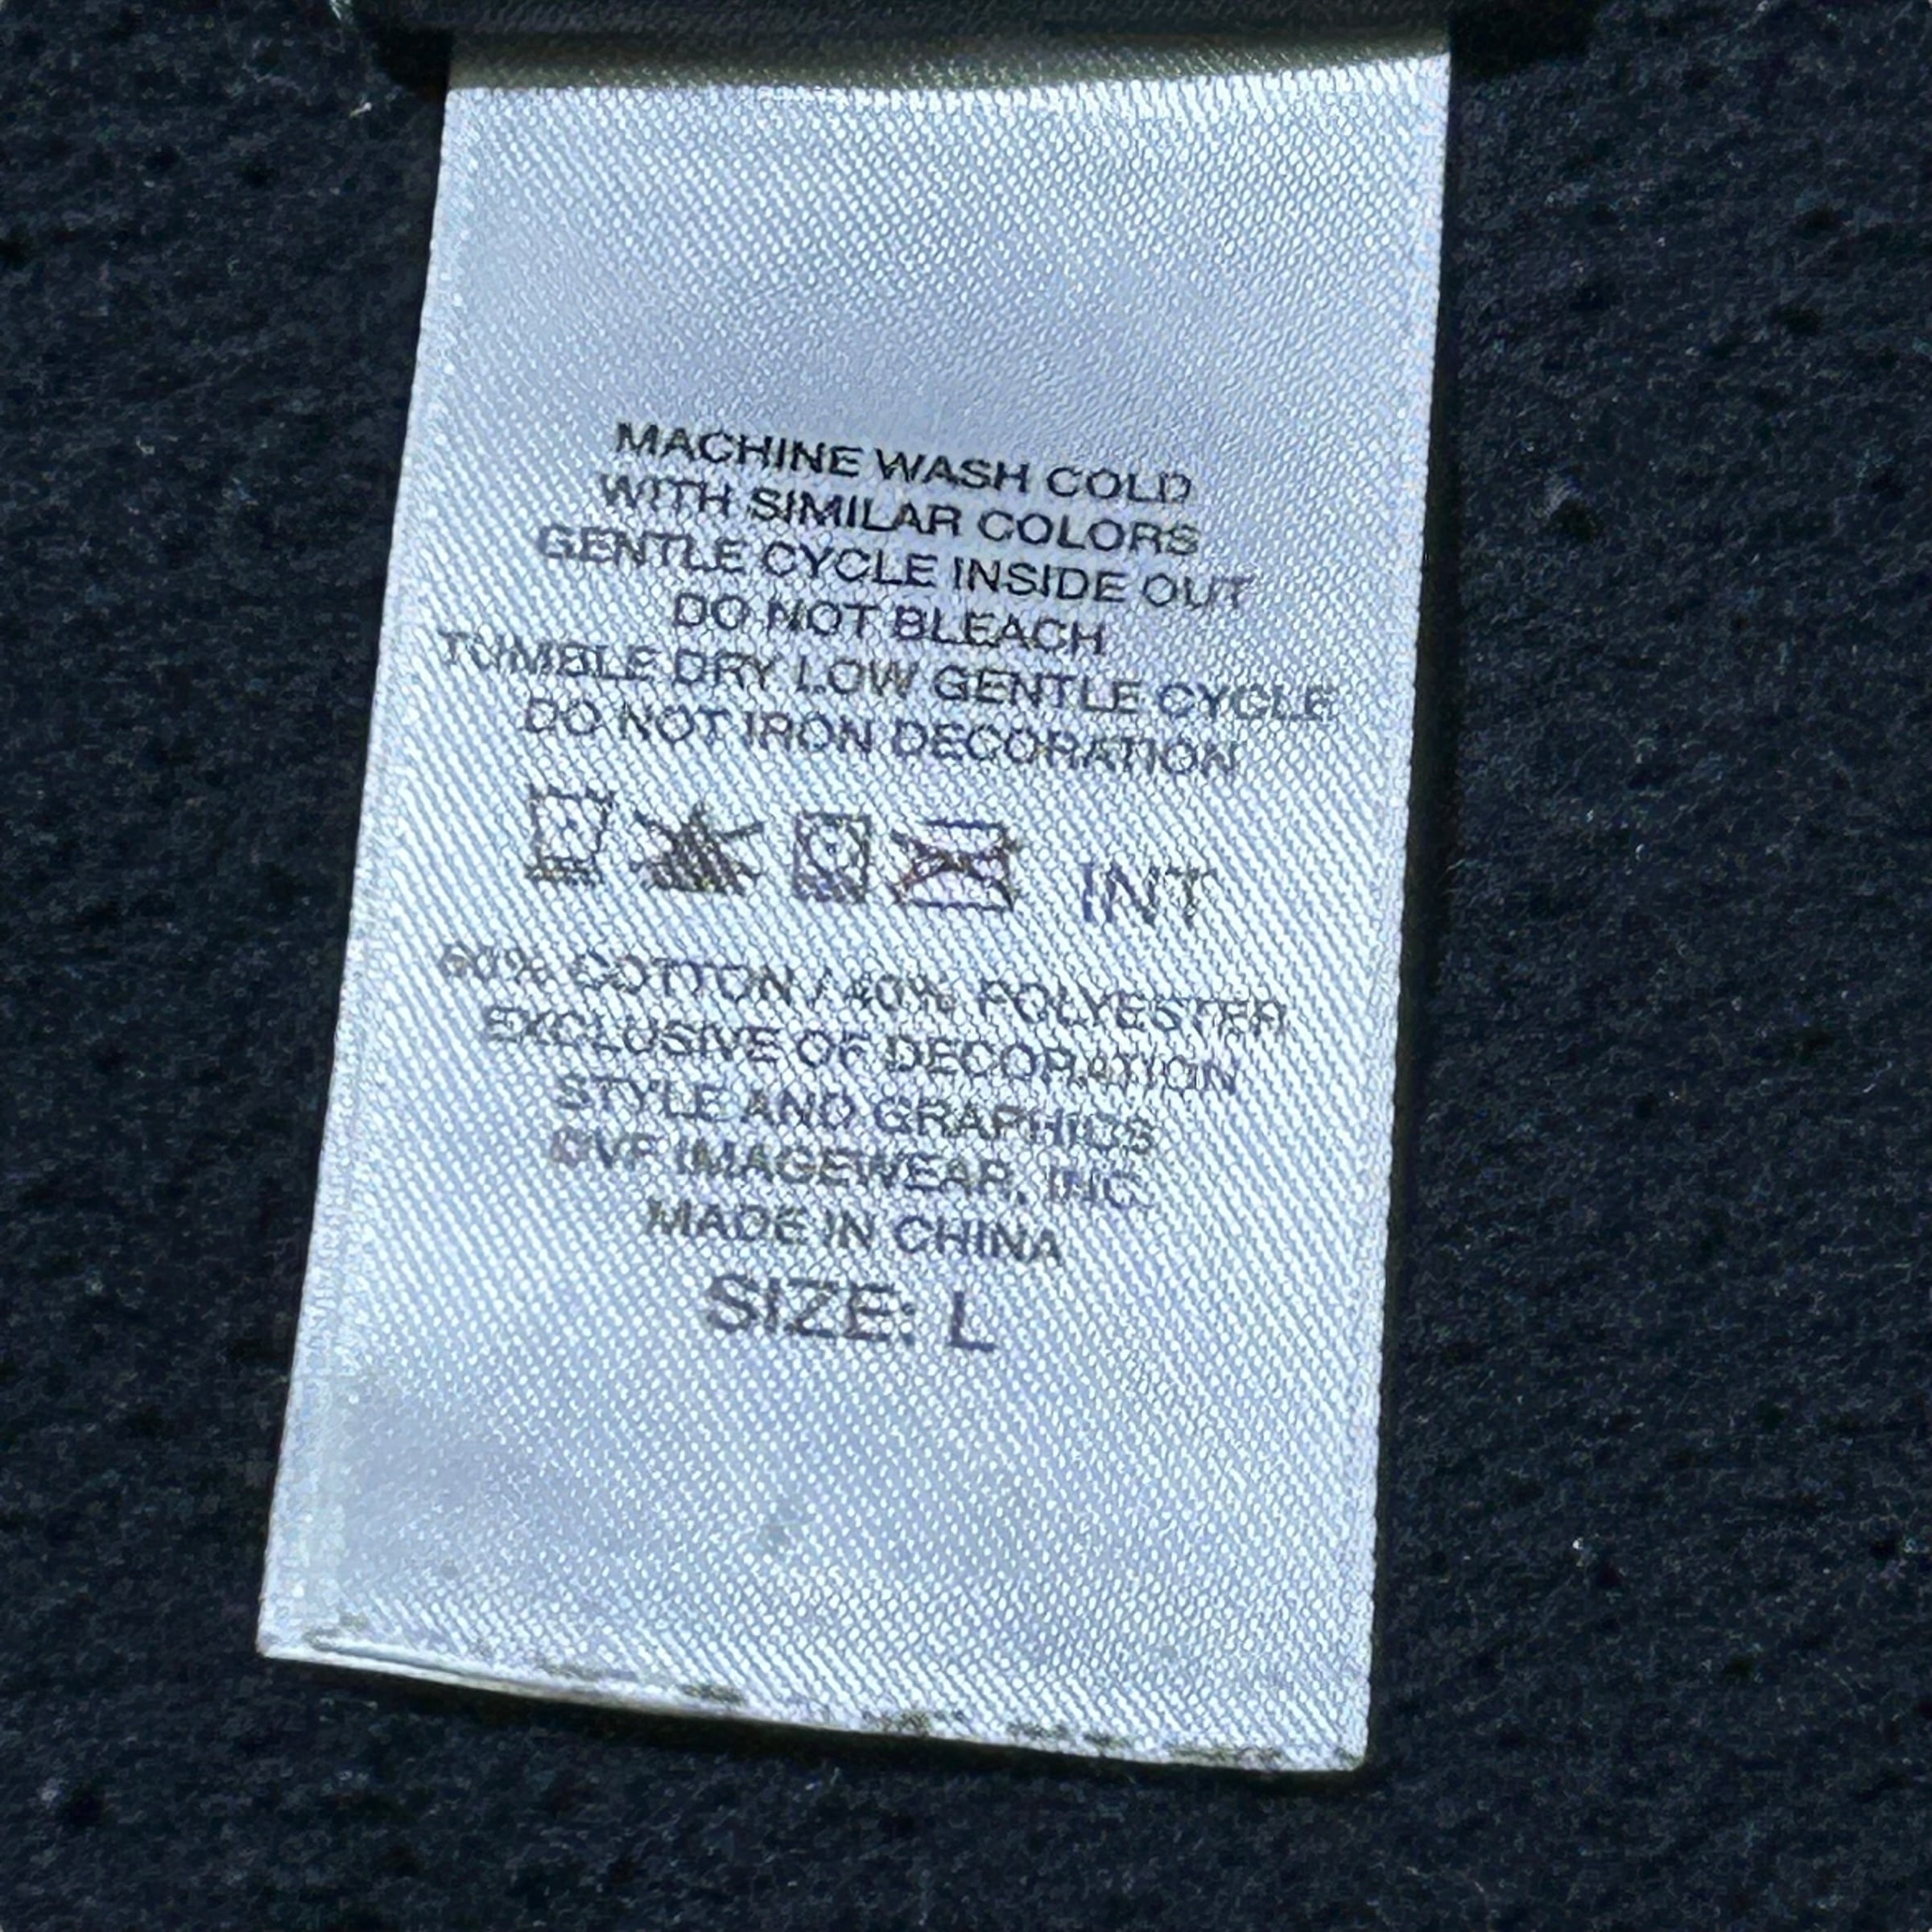 MACHINE WASH COLD
WITH SIMILAR COLORS
GENTLE CYCLE INSIDE OUT
DO NOT BLEACH
TUMBLE DRY LOW GENTLE CYCLE
DO NOT IRON DECORATION
INT
60% COTTON / 40% POLYESTER
EXCLUSIVE OF DECORATION
STYLE AND GRAPHICS
IMAGEWEAR, INC.
MADE IN CHINA
SIZE: L